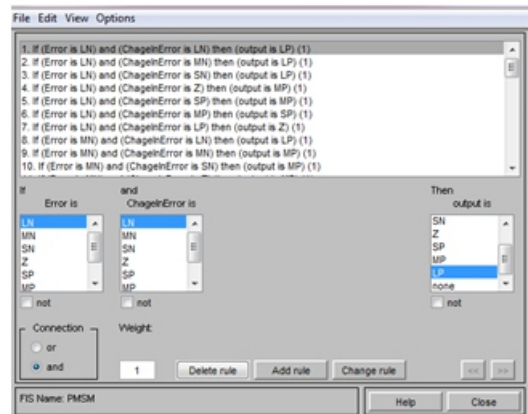 File Edit View Options
1. If (Error is LN) and (ChageInError is LN) then (output is LP) (1)
2. If (Error is LN) and (ChageInError is MN) then (output is LP) (1)
3. If (Error is LN) and (ChageInError is SN) then (output is LP) (1)
4. If (Error is LN) and (ChageInError is Z) then (output is MP) (1)
5. If (Error is LN) and (ChageInError is SP) then (output is MP) (1)
6. If (Error is LN) and (ChageInError is MP) then (output is SP) (1)
7. If (Error is LN) and (ChageInError is LP) then (output is Z) (1)
8. If (Error is MN) and (ChageInError is LN) then (output is MP) (1)
9. If (Error is MN) and (ChageInError is MN) then (output is MP) (1)
10. If (Error is MN) and (ChageInError is SN) then (output is MP) (1)
If and Then
Error is ChageInError is output is
LN LN SN
MN MN Z
SN SN SP
Z Z MP
SP SP LP
MP MP none
not not not
Connection Weight:
or
and 1 Delete rule Add rule Change rule << >>
FIS Name: PMSM Help Close